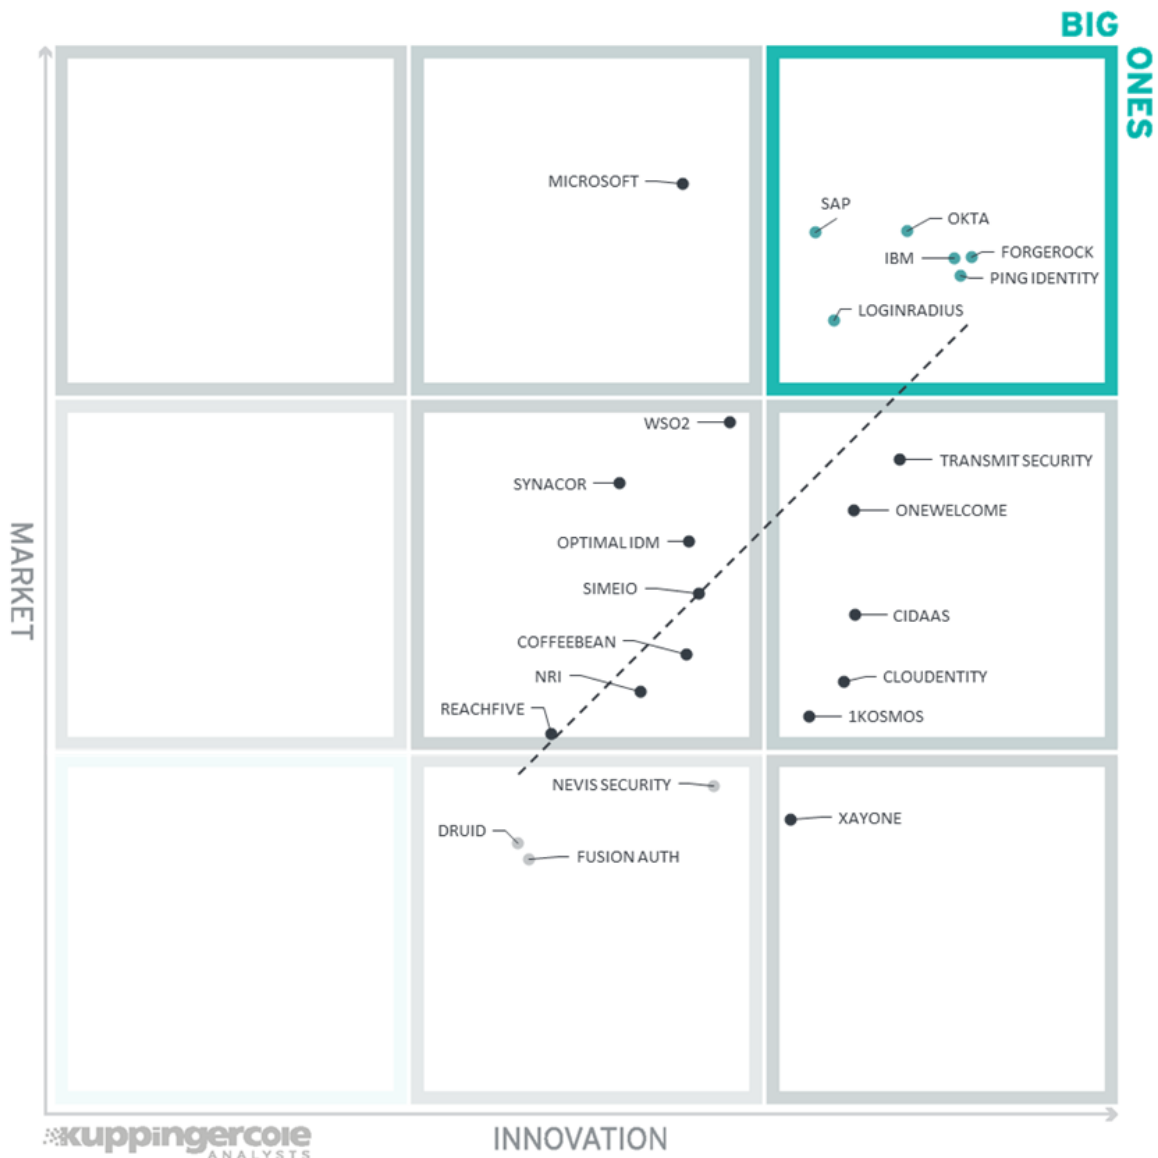 BIG
ONES
MICROSOFT
SAP
OKTA
IBM
FORGEROCK
PING IDENTITY
LOGINRADIUS
WSO2
TRANSMIT SECURITY
SYNACOR
ONEWELCOME
OPTIMAL IDM
SIMEIO
CIDAAS
COFFEEBEAN
NRI
CLOUDENTITY
REACHFIVE
1KOSMOS
NEVIS SECURITY
XAYONE
DRUID
FUSION AUTH
MARKET
INNOVATION
kuppingercole
ANALYSTS